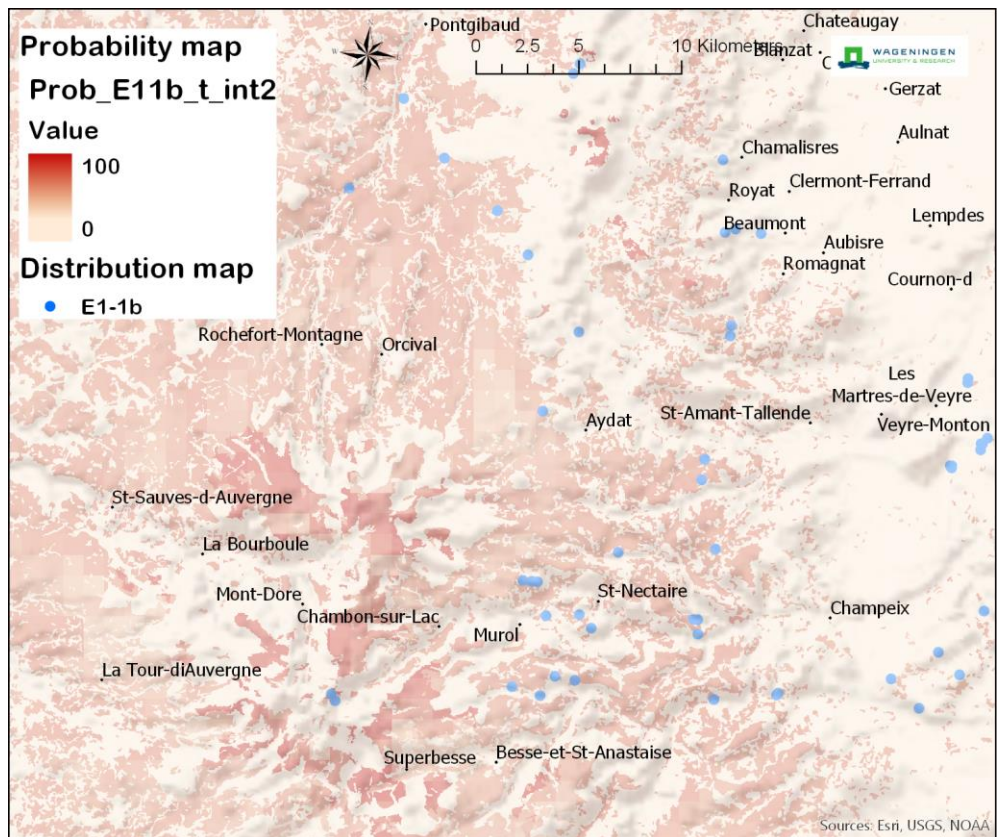 Probability map
Prob_E11b_t_int2
Value
100
0
Distribution map
E1-1b
Pontgibaud
0 2.5 5 10 Kilometers
Chateaugay
Blanzat
C
WAGENINGEN
UNIVERSITY & RESEARCH
Gerzat
Aulnat
Chamalisres
Clermont-Ferrand
Royat
Lempdes
Beaumont
Aubisre
Romagnat
Cournon-d
Rochefort-Montagne
Orcival
Les
Martres-de-Veyre
St-Amant-Tallende
Aydat
Veyre-Monton
St-Sauves-d-Auvergne
La Bourboule
Mont-Dore
St-Nectaire
Chambon-sur-Lac
Murol
Champeix
La Tour-diAuvergne
Superbesse
Besse-et-St-Anastaise
Sources: Esri, USGS, NOAA